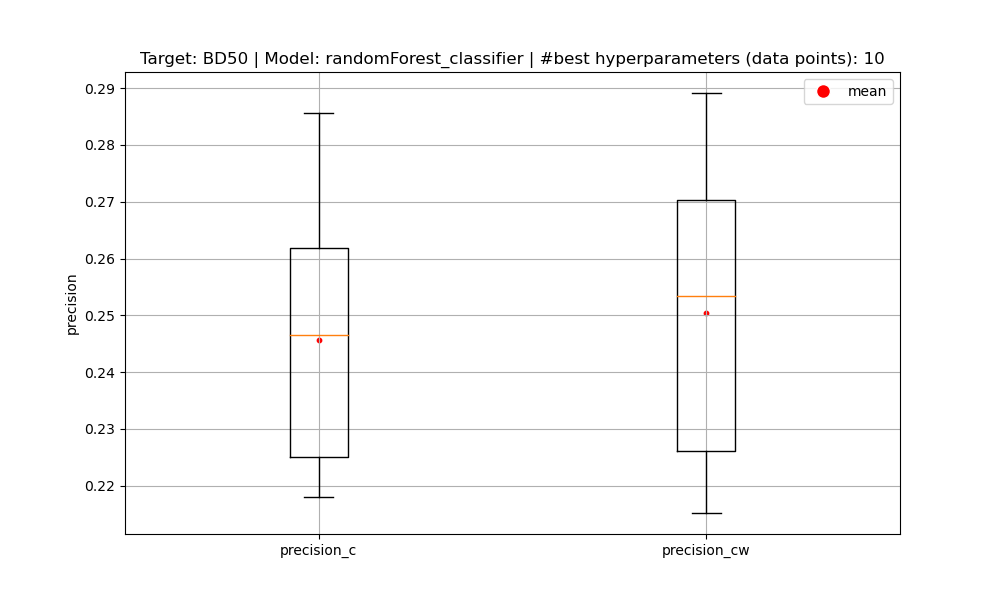 Target: BD50 | Model: randomForest_classifier | #best hyperparameters (data points): 10
mean
precision
0.29
0.28
0.27
0.26
0.25
0.24
0.23
0.22
precision_c
precision_cw